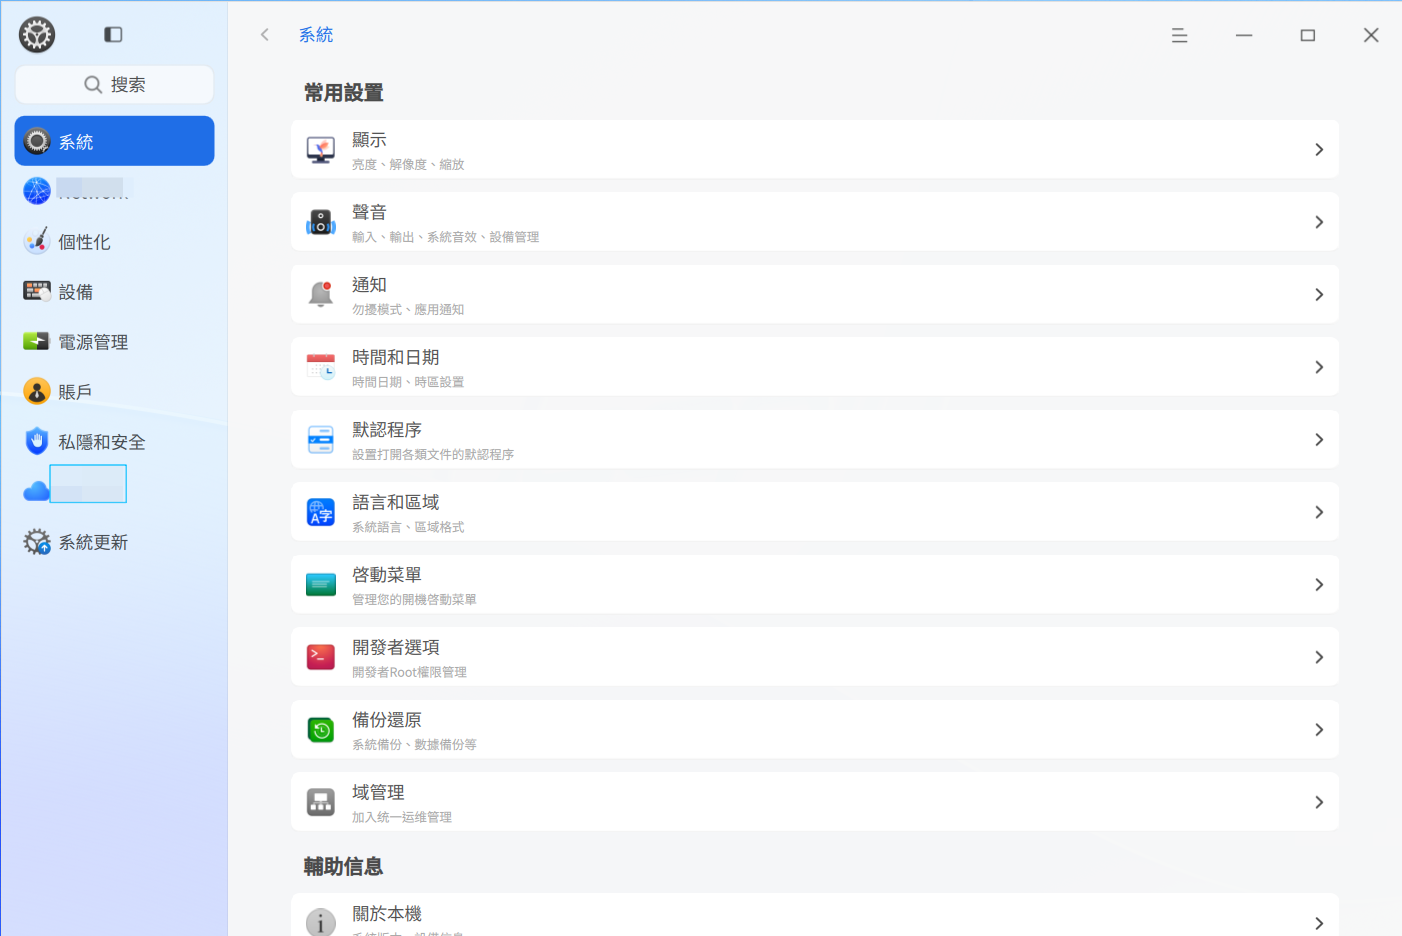 系統
搜索
系統
個性化
設備
電源管理
賬戶
私隱和安全
系統更新
常用設置
顯示
亮度、解像度、縮放
聲音
輸入、輸出、系統音效、設備管理
通知
勿擾模式、應用通知
時間和日期
時間日期、時區設置
默認程序
設置打開各類文件的默認程序
語言和區域
系統語言、區域格式
啓動菜單
管理您的開機啓動菜單
開發者選項
開發者Root權限管理
備份還原
系統備份、數據備份等
域管理
加入统一运维管理
輔助信息
關於本機